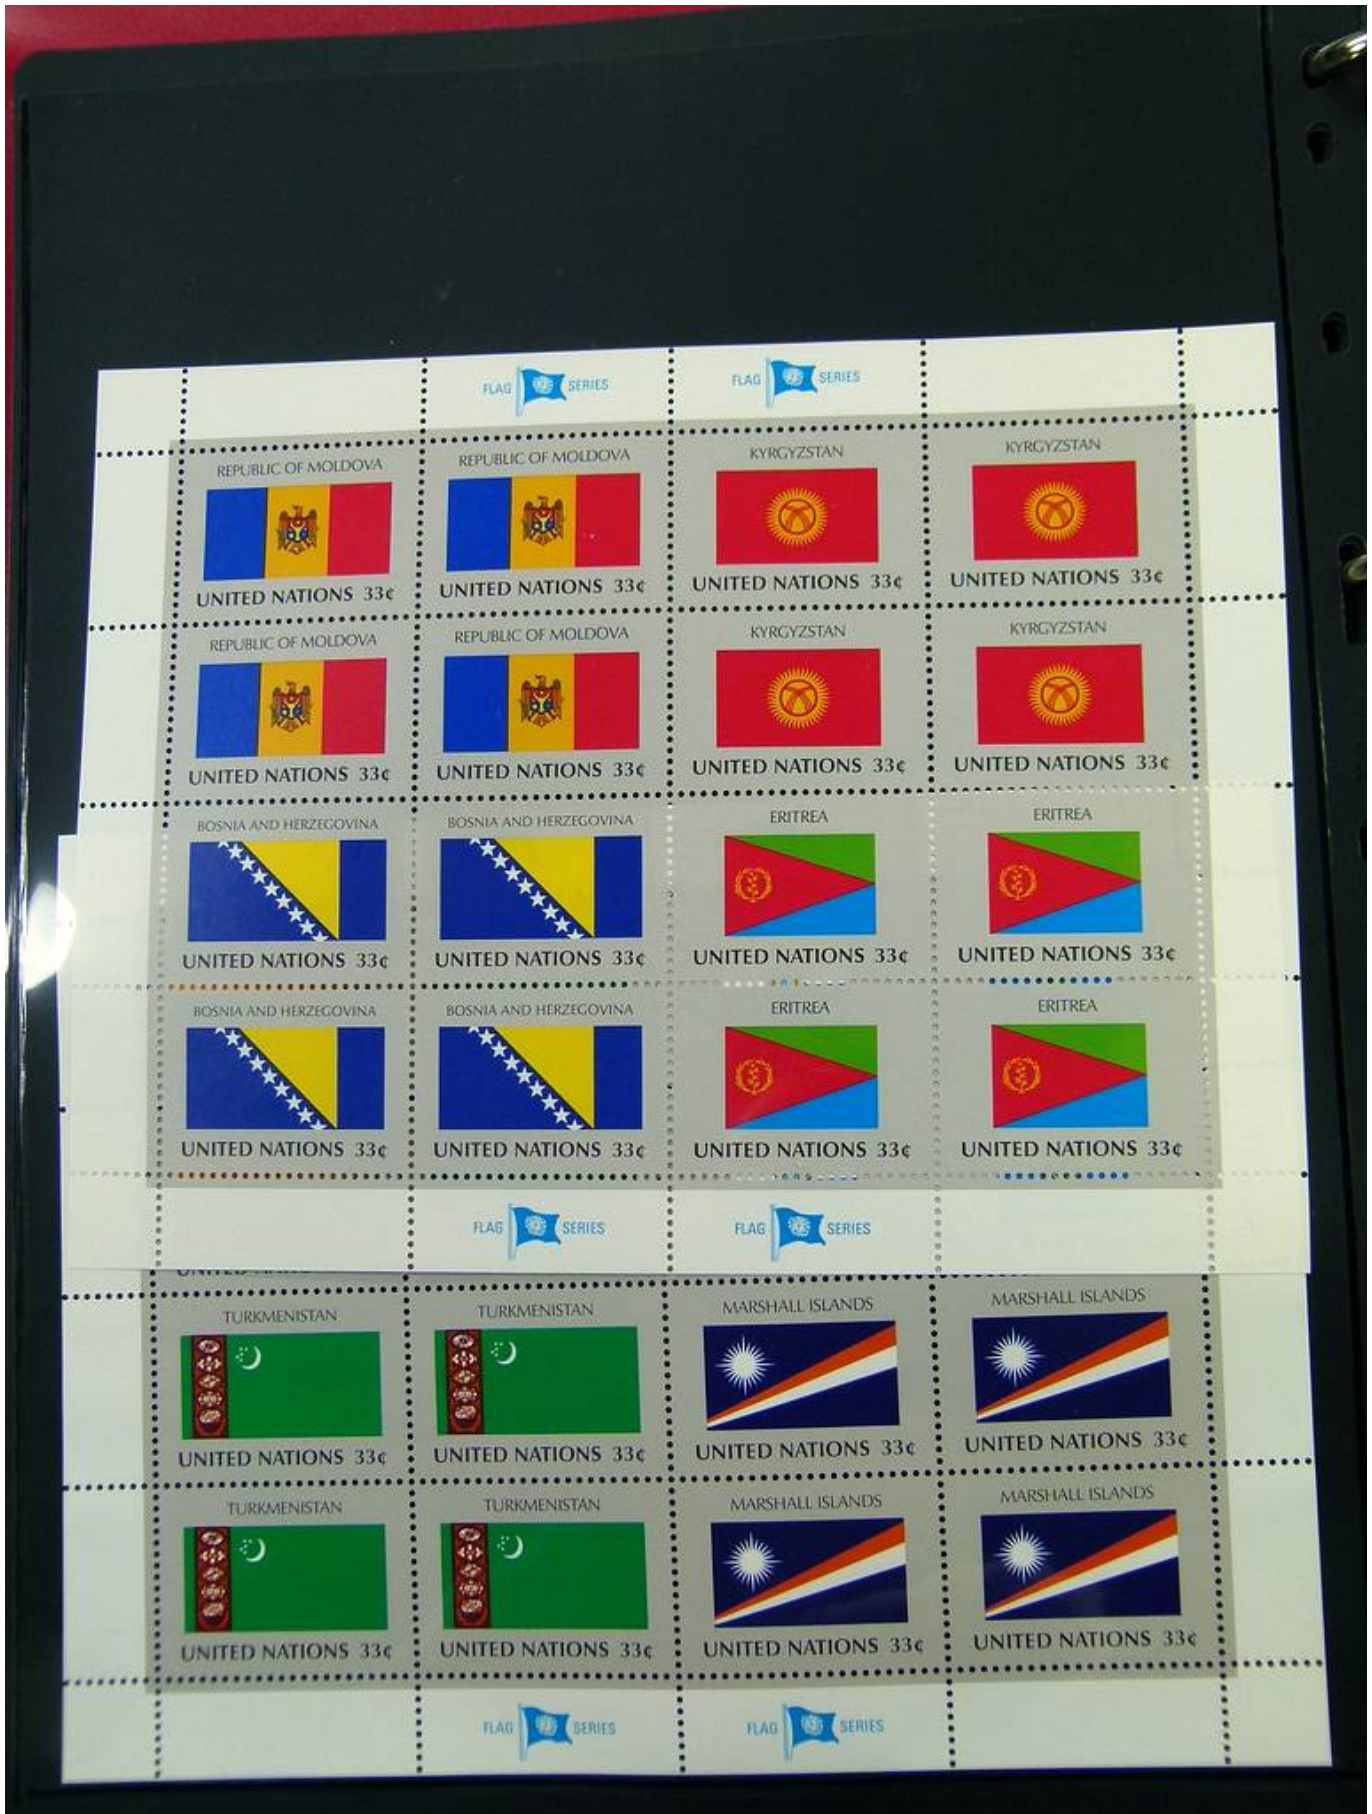 FLAG SERIES FLAG SERIES
REPUBLIC OF MOLDOVA REPUBLIC OF MOLDOVA KYRGYZSTAN KYRGYZSTAN
UNITED NATIONS 33¢ UNITED NATIONS 33¢ UNITED NATIONS 33¢ UNITED NATIONS 33¢
REPUBLIC OF MOLDOVA REPUBLIC OF MOLDOVA KYRGYZSTAN KYRGYZSTAN
UNITED NATIONS 33¢ UNITED NATIONS 33¢ UNITED NATIONS 33¢ UNITED NATIONS 33¢
BOSNIA AND HERZEGOVINA BOSNIA AND HERZEGOVINA ERITREA ERITREA
UNITED NATIONS 33¢ UNITED NATIONS 33¢ UNITED NATIONS 33¢ UNITED NATIONS 33¢
BOSNIA AND HERZEGOVINA BOSNIA AND HERZEGOVINA ERITREA ERITREA
UNITED NATIONS 33¢ UNITED NATIONS 33¢ UNITED NATIONS 33¢ UNITED NATIONS 33¢
FLAG SERIES FLAG SERIES
TURKMENISTAN TURKMENISTAN MARSHALL ISLANDS MARSHALL ISLANDS
UNITED NATIONS 33¢ UNITED NATIONS 33¢ UNITED NATIONS 33¢ UNITED NATIONS 33¢
TURKMENISTAN TURKMENISTAN MARSHALL ISLANDS MARSHALL ISLANDS
UNITED NATIONS 33¢ UNITED NATIONS 33¢ UNITED NATIONS 33¢ UNITED NATIONS 33¢
FLAG SERIES FLAG SERIES